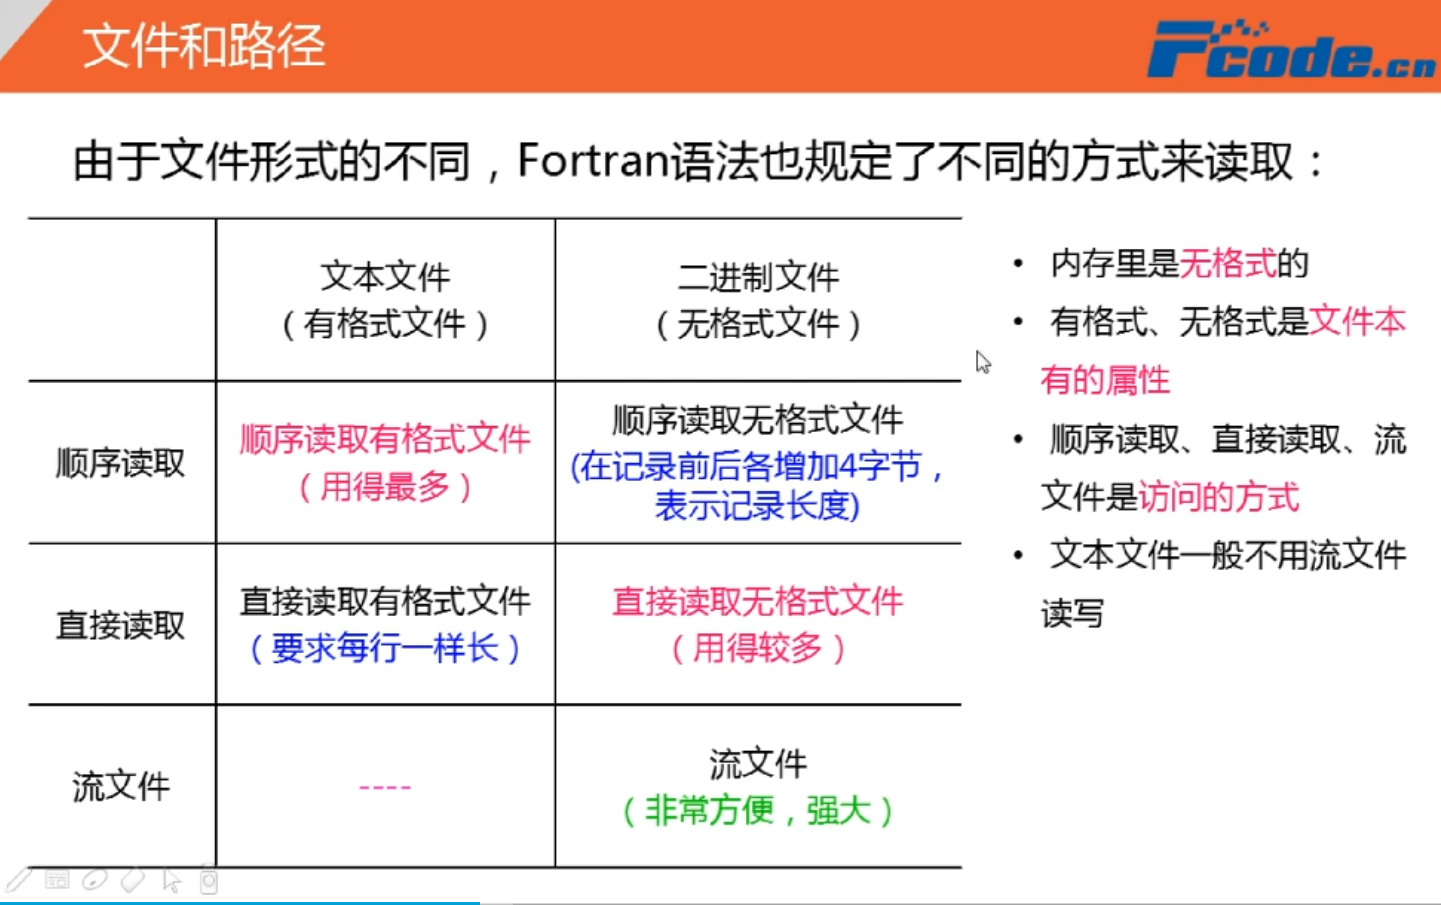 文件和路径
Fcode.cn
由于文件形式的不同，Fortran语法也规定了不同的方式来读取：
文本文件
（有格式文件）
二进制文件
（无格式文件）
顺序读取
顺序读取有格式文件
（用得最多）
顺序读取无格式文件
(在记录前后各增加4字节，
表示记录长度)
直接读取
直接读取有格式文件
（要求每行一样长）
直接读取无格式文件
（用得较多）
流文件
----
流文件
（非常方便，强大）
• 内存里是无格式的
• 有格式、无格式是文件本
有的属性
• 顺序读取、直接读取、流
文件是访问的方式
• 文本文件一般不用流文件
读写